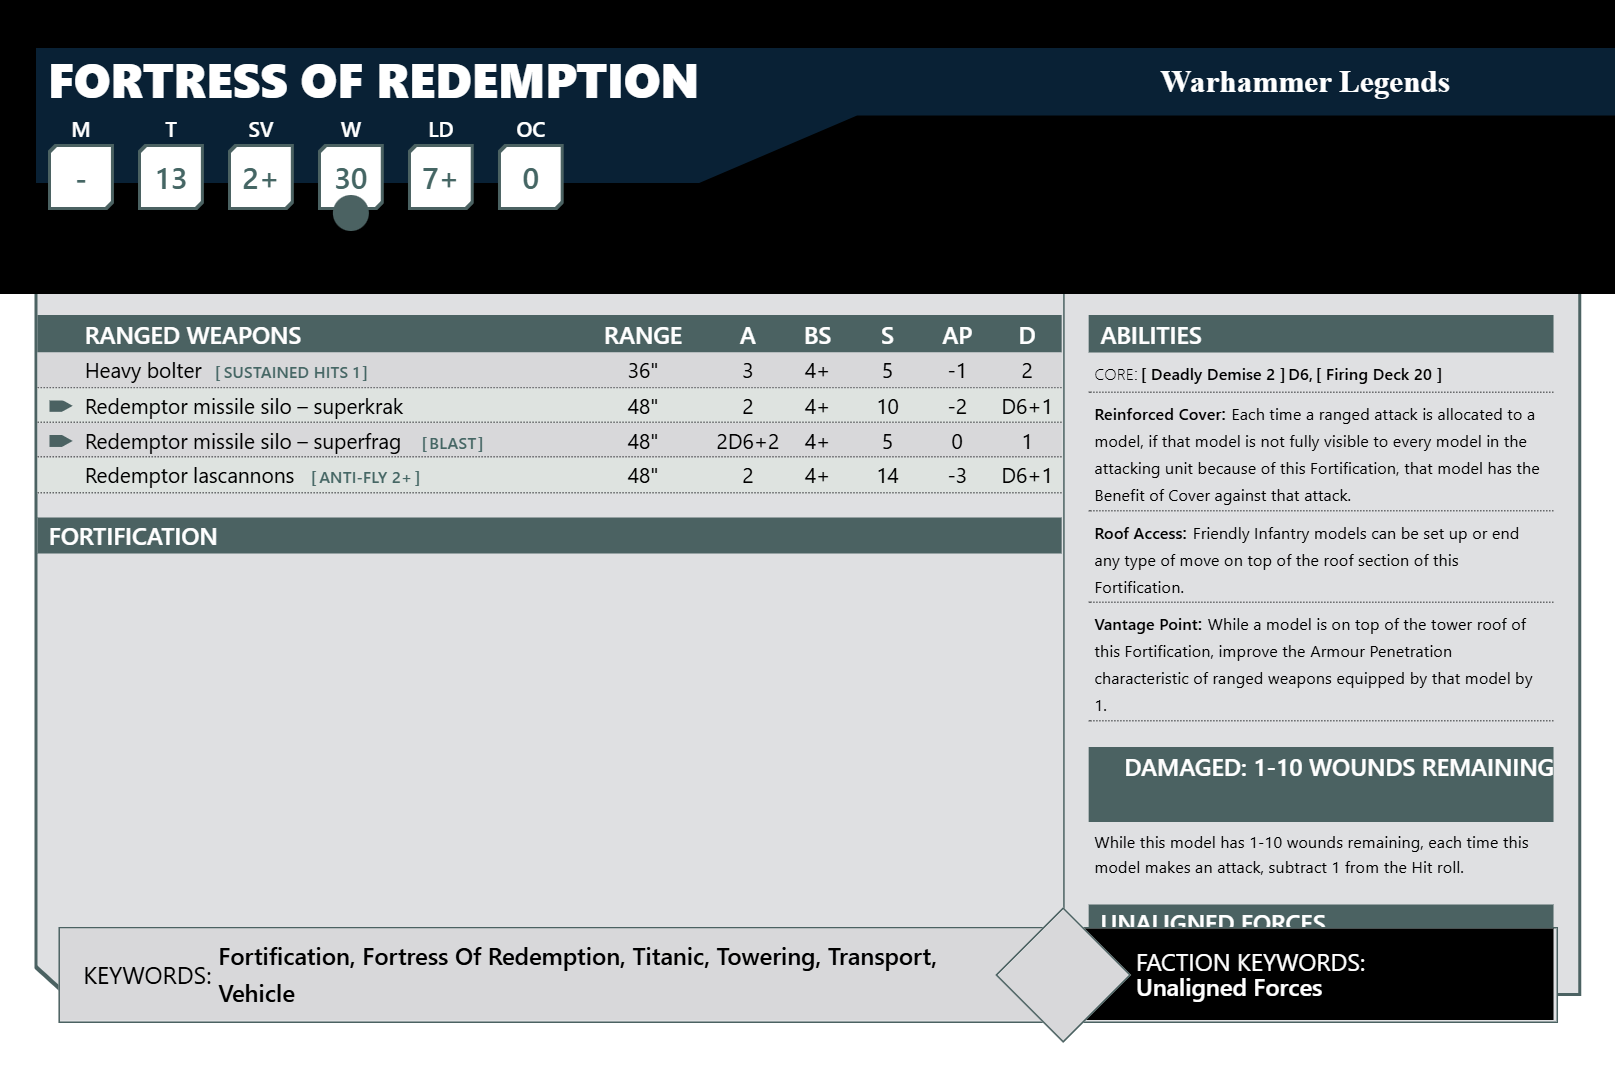 FORTRESS OF REDEMPTION
Warhammer Legends
M T SV W LD OC
- 13 2+ 30 7+ 0
RANGED WEAPONS RANGE A BS S AP D
Heavy bolter [ SUSTAINED HITS 1 ] 36" 3 4+ 5 -1 2
Redemptor missile silo – superkrak 48" 2 4+ 10 -2 D6+1
Redemptor missile silo – superfrag [ BLAST ] 48" 2D6+2 4+ 5 0 1
Redemptor lascannons [ ANTI-FLY 2+ ] 48" 2 4+ 14 -3 D6+1
FORTIFICATION
ABILITIES
CORE: [ Deadly Demise 2 ] D6, [ Firing Deck 20 ]
Reinforced Cover: Each time a ranged attack is allocated to a
model, if that model is not fully visible to every model in the
attacking unit because of this Fortification, that model has the
Benefit of Cover against that attack.
Roof Access: Friendly Infantry models can be set up or end
any type of move on top of the roof section of this
Fortification.
Vantage Point: While a model is on top of the tower roof of
this Fortification, improve the Armour Penetration
characteristic of ranged weapons equipped by that model by
1.
DAMAGED: 1-10 WOUNDS REMAINING
While this model has 1-10 wounds remaining, each time this
model makes an attack, subtract 1 from the Hit roll.
UNALIGNED FORCES
KEYWORDS: Fortification, Fortress Of Redemption, Titanic, Towering, Transport,
Vehicle
FACTION KEYWORDS:
Unaligned Forces